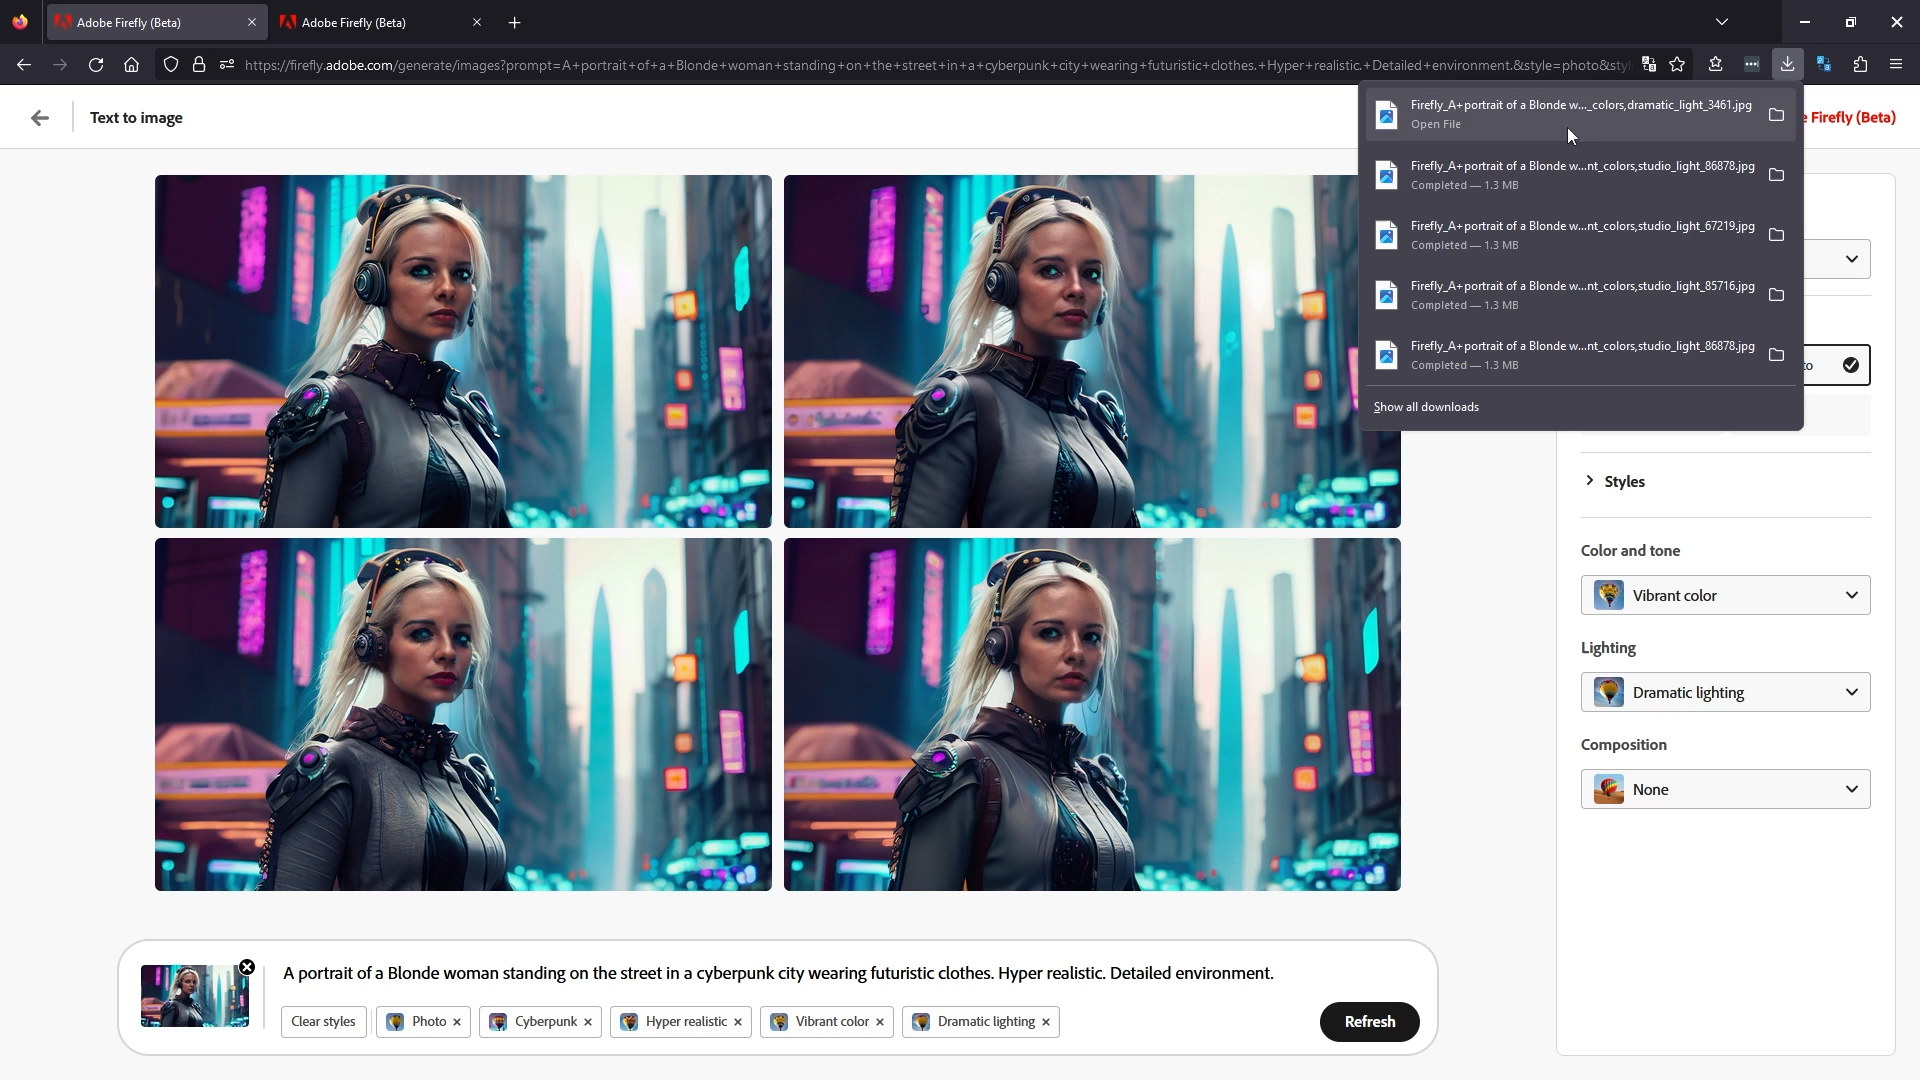 Adobe Firefly (Beta)
Adobe Firefly (Beta)
https://firefly.adobe.com/generate/images?prompt=A+portrait+of+a+Blonde+woman+standing+on+the+street+in+a+cyberpunk+city+wearing+futuristic+clothes.+Hyper+realistic.+Detailed+environment.&style=photo&styl
Text to image
e Firefly (Beta)
Firefly_A+portrait of a Blonde w..._colors,dramatic_light_3461.jpg
Open File
Firefly_A+portrait of a Blonde w...nt_colors,studio_light_86878.jpg
Completed — 1.3 MB
Firefly_A+portrait of a Blonde w...nt_colors,studio_light_67219.jpg
Completed — 1.3 MB
Firefly_A+portrait of a Blonde w...nt_colors,studio_light_85716.jpg
Completed — 1.3 MB
Firefly_A+portrait of a Blonde w...nt_colors,studio_light_86878.jpg
Completed — 1.3 MB
Show all downloads
to
Styles
Color and tone
Vibrant color
Lighting
Dramatic lighting
Composition
None
A portrait of a Blonde woman standing on the street in a cyberpunk city wearing futuristic clothes. Hyper realistic. Detailed environment.
Clear styles
Photo
Cyberpunk
Hyper realistic
Vibrant color
Dramatic lighting
Refresh